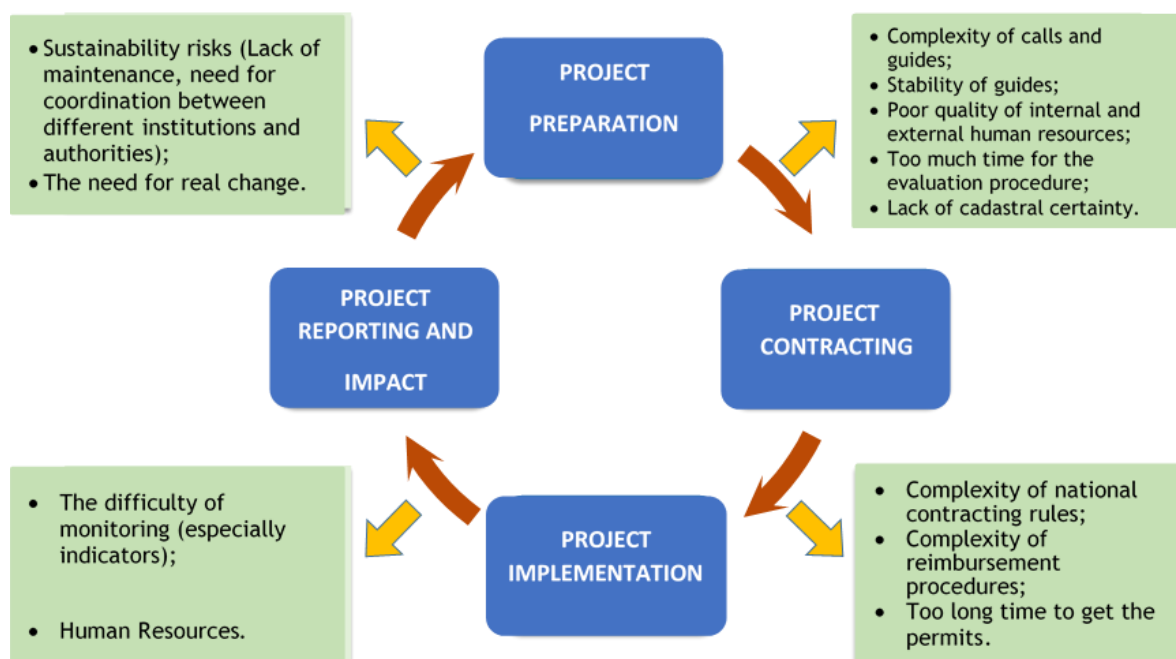 • Sustainability risks (Lack of
maintenance, need for
coordination between
different institutions and
authorities);
• The need for real change.
PROJECT
PREPARATION
• Complexity of calls and
guides;
• Stability of guides;
• Poor quality of internal and
external human resources;
• Too much time for the
evaluation procedure;
• Lack of cadastral certainty.
PROJECT
REPORTING AND
IMPACT
PROJECT
CONTRACTING
• The difficulty of
monitoring (especially
indicators);
• Human Resources.
PROJECT
IMPLEMENTATION
• Complexity of national
contracting rules;
• Complexity of
reimbursement
procedures;
• Too long time to get the
permits.